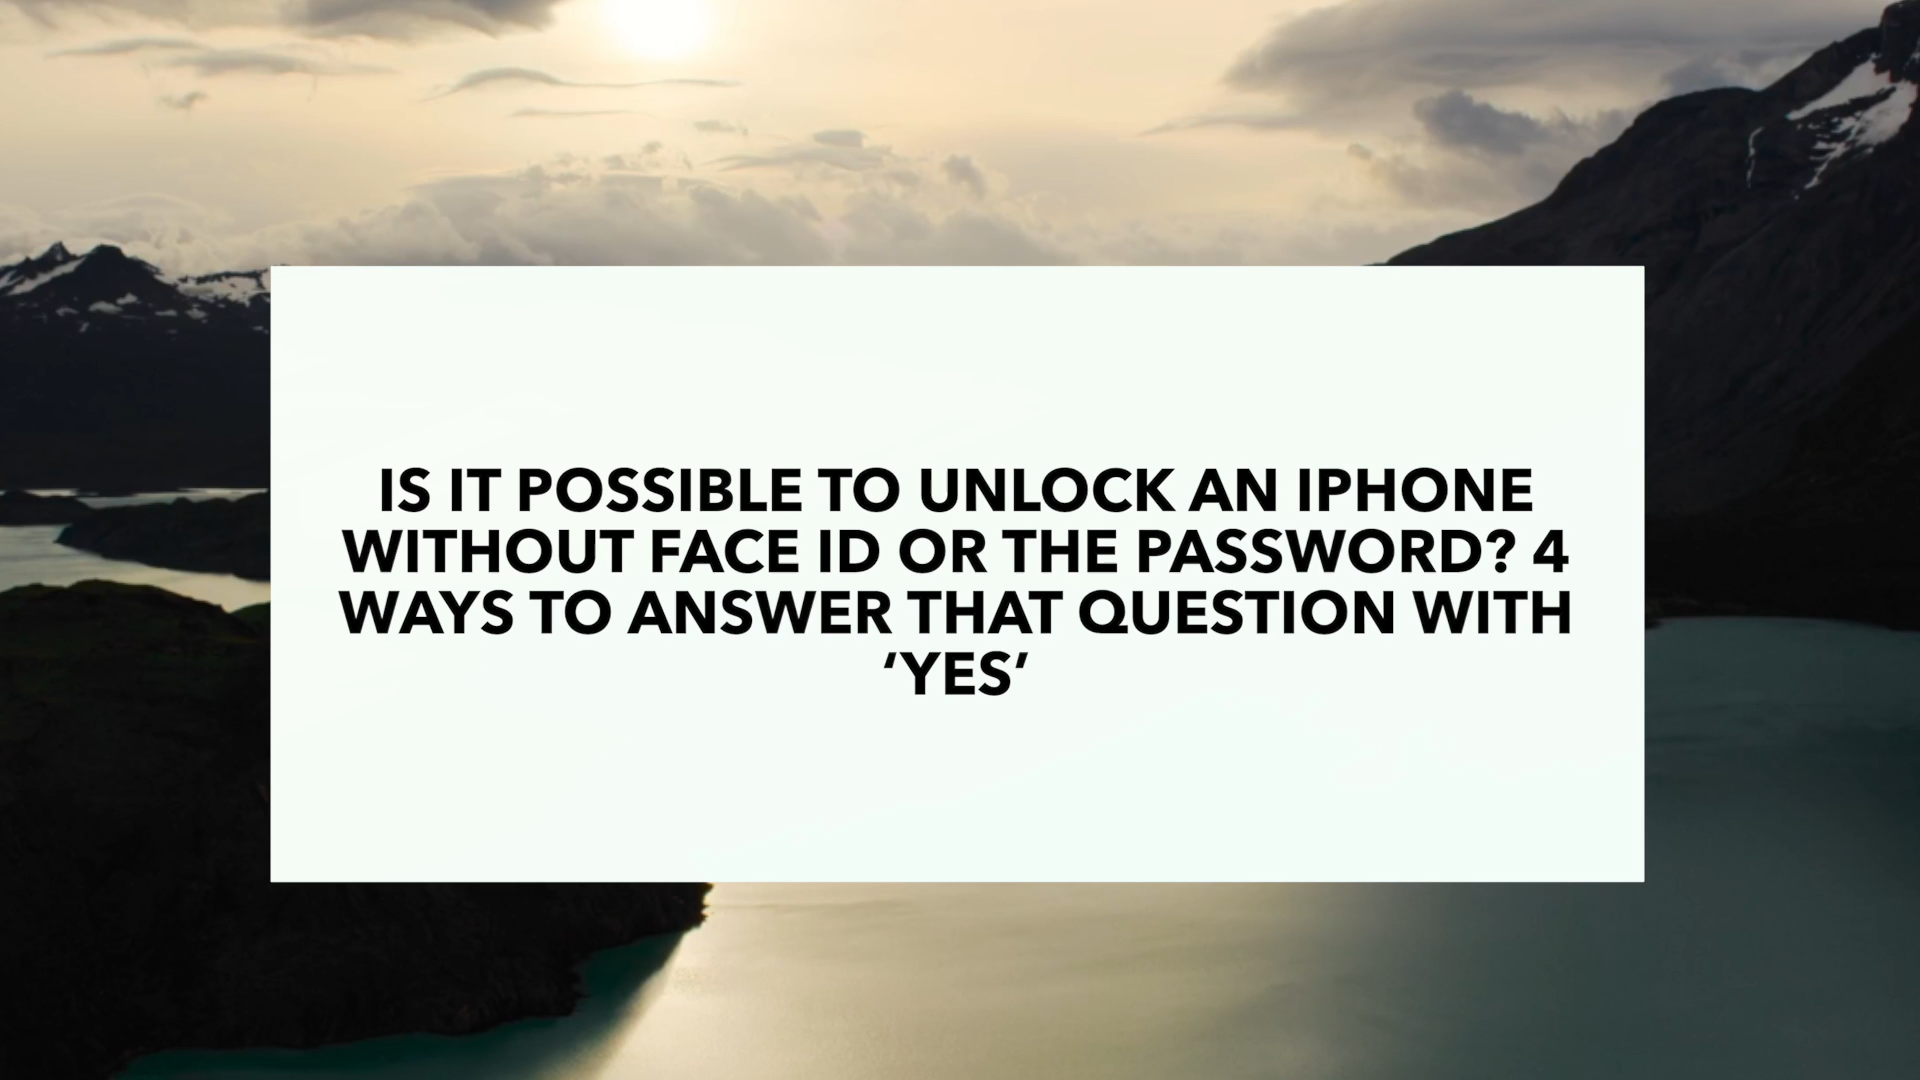 IS IT POSSIBLE TO UNLOCK AN IPHONE
WITHOUT FACE ID OR THE PASSWORD? 4
WAYS TO ANSWER THAT QUESTION WITH
‘YES’